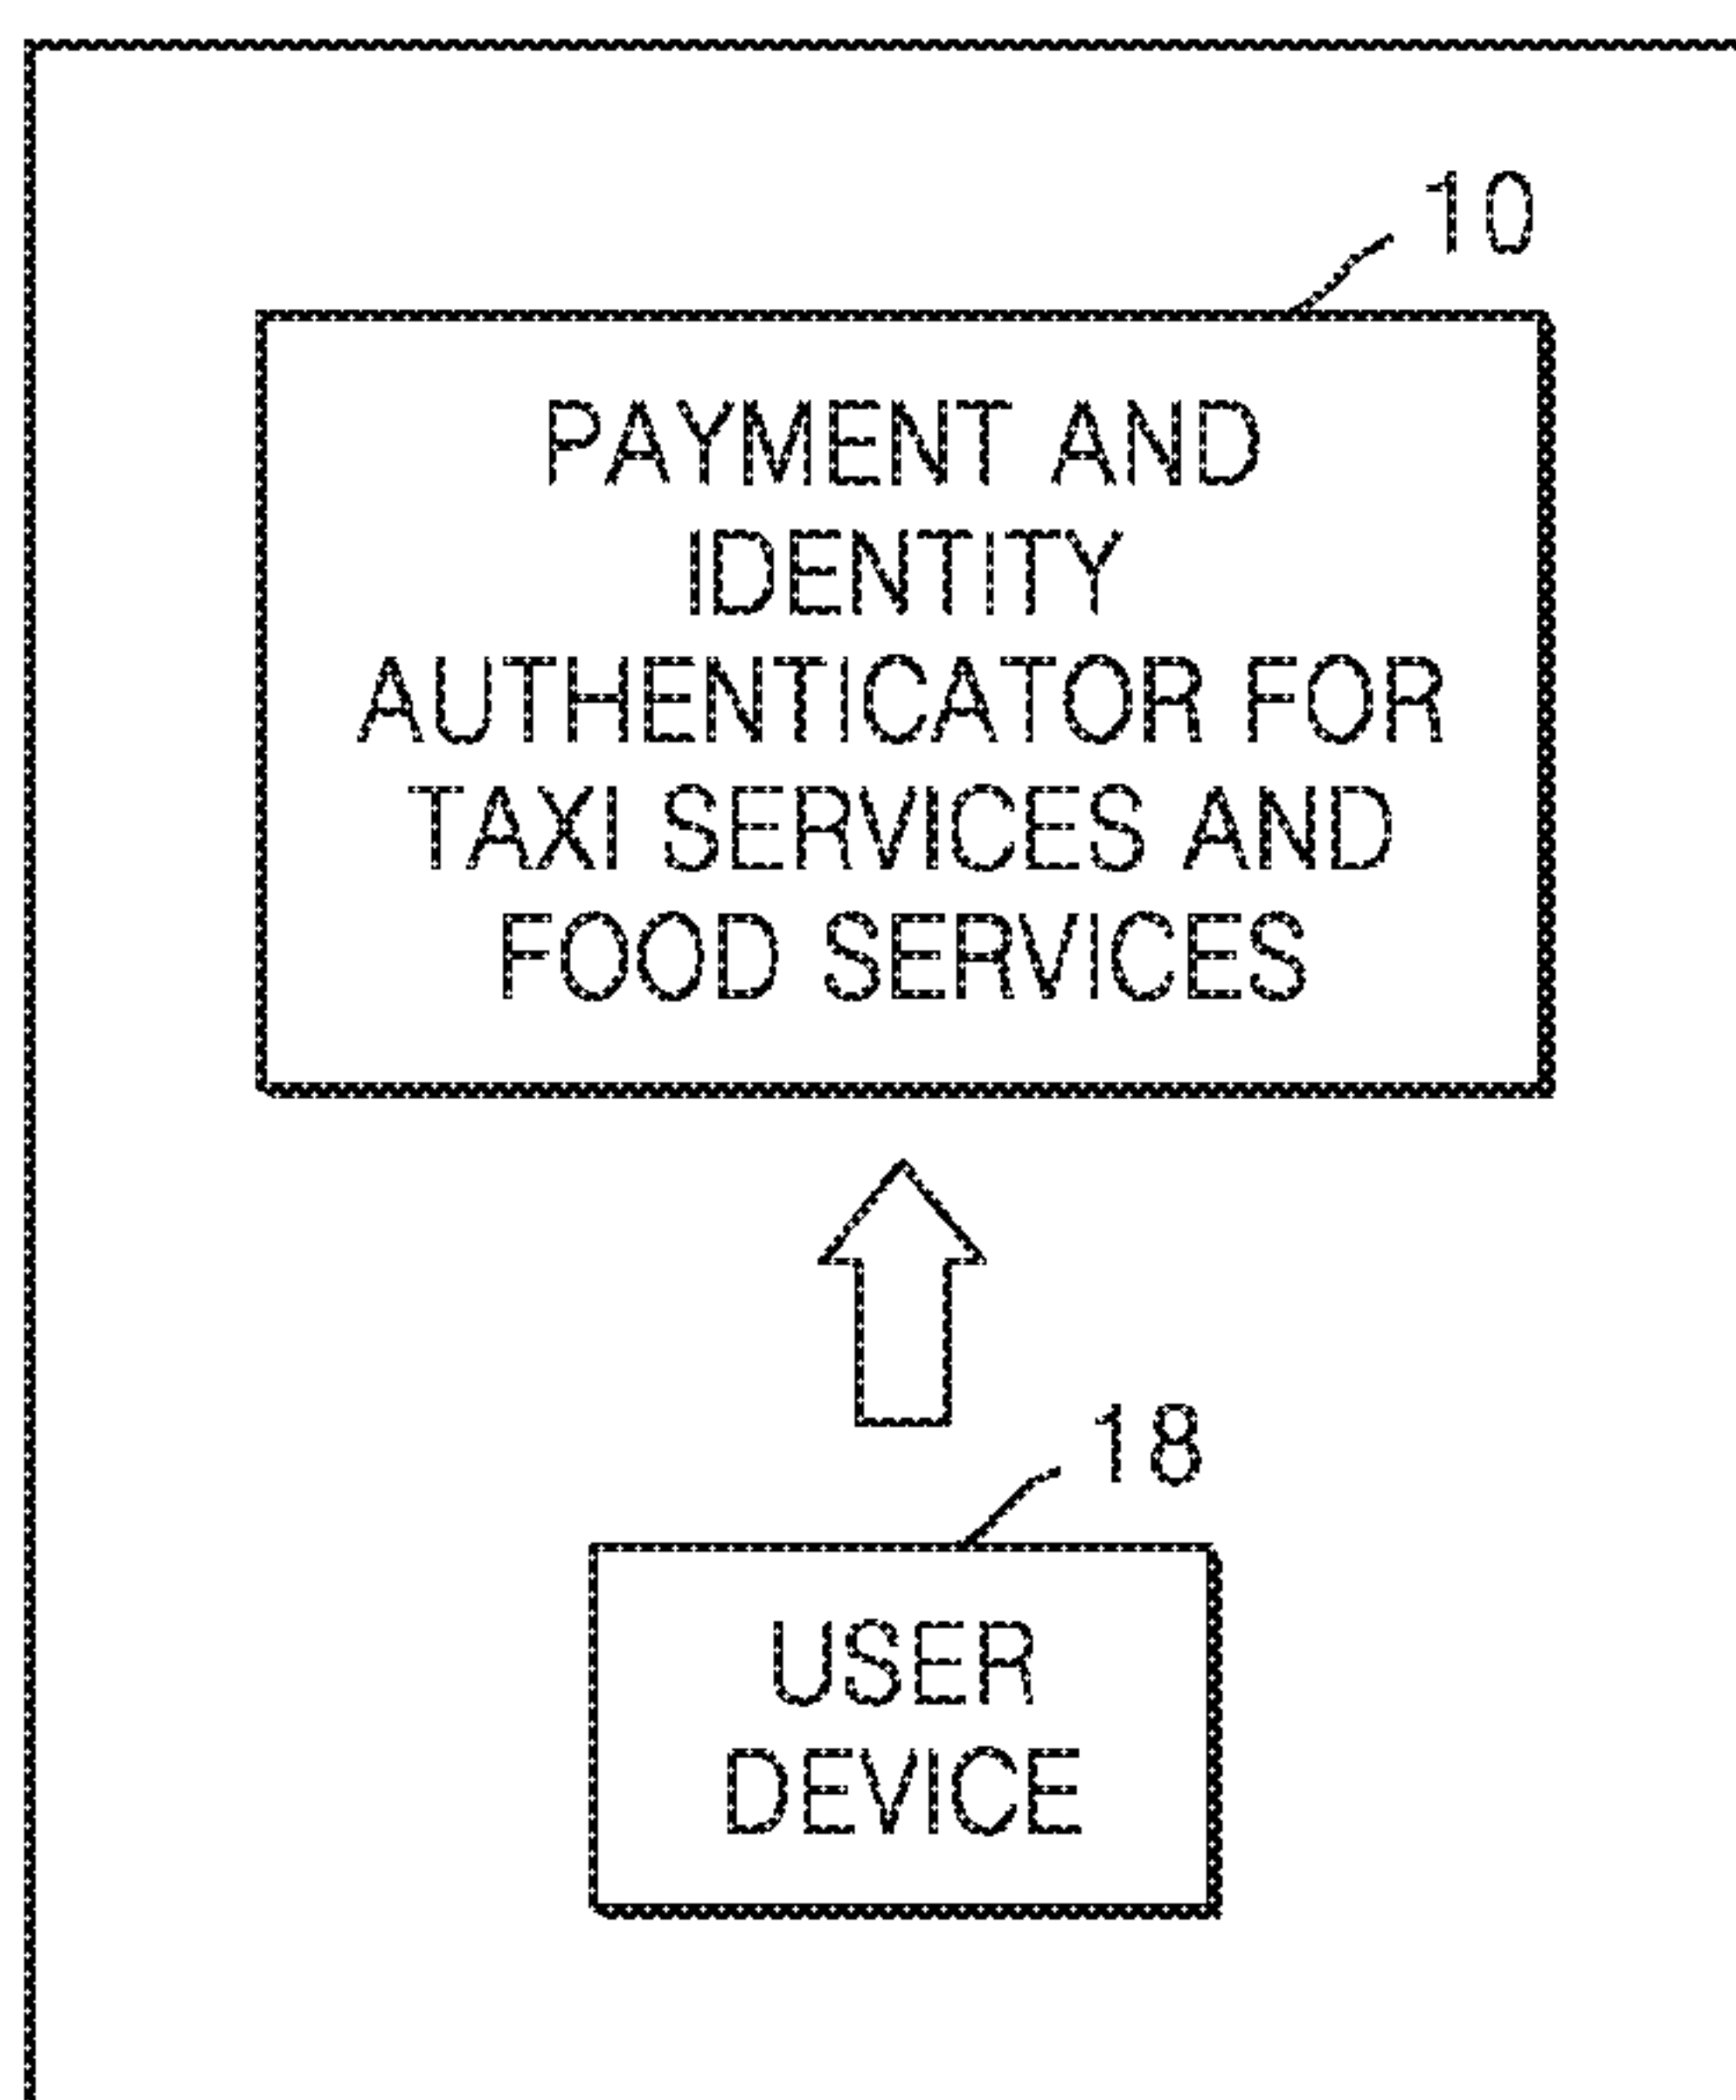 10
PAYMENT AND
IDENTITY
AUTHENTICATOR FOR
TAXI SERVICES AND
FOOD SERVICES
18
USER
DEVICE